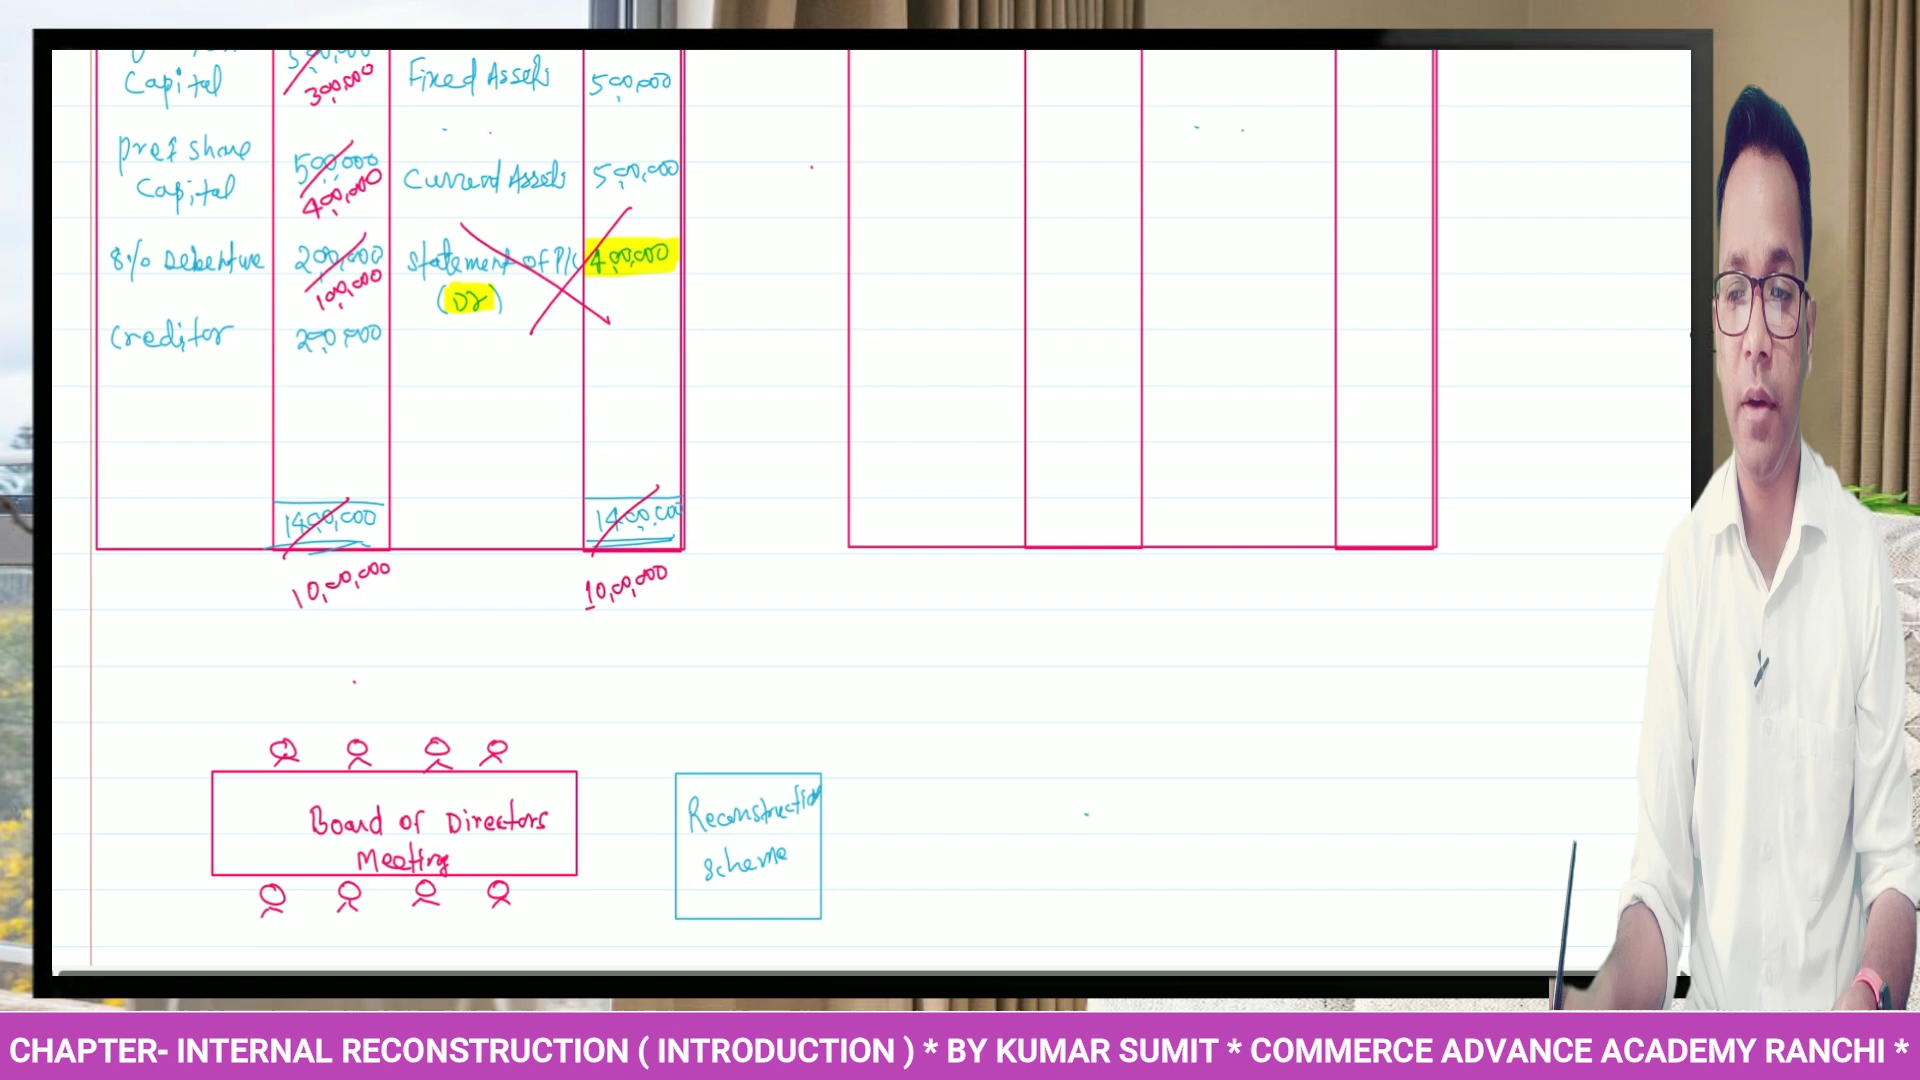 Capital 300,000 Fixed Assets 500,000
Pref Share
Capital 500,000 400,000 Current Assets 500,000
8% Debenture 200,000 100,000 Statement of P/L 400,000
(Dr)
Creditor 200,000
1400,000 1400,000
10,00,000 10,00,000
Board of Directors
Meeting
Reconstruction
Scheme
CHAPTER- INTERNAL RECONSTRUCTION ( INTRODUCTION ) * BY KUMAR SUMIT * COMMERCE ADVANCE ACADEMY RANCHI *